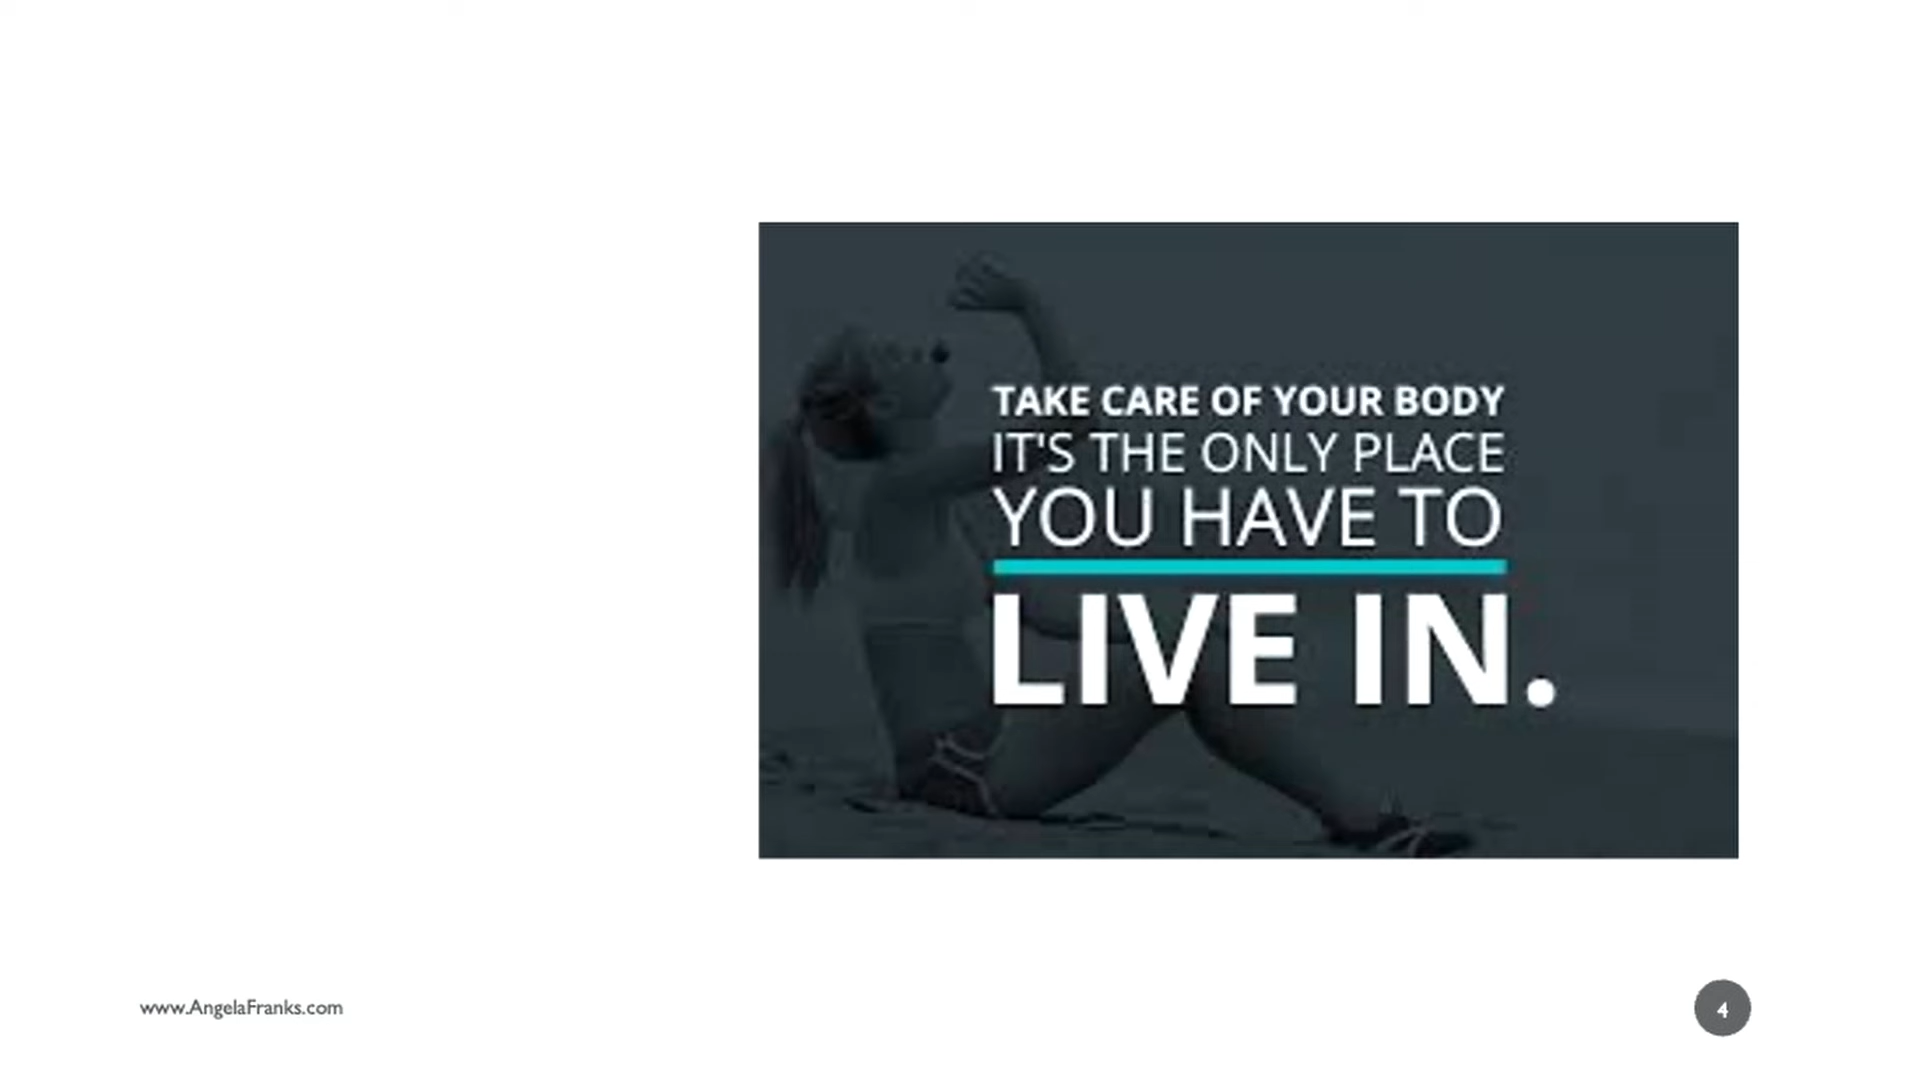 TAKE CARE OF YOUR BODY
IT'S THE ONLY PLACE
YOU HAVE TO
LIVE IN.
www.AngelaFranks.com
4